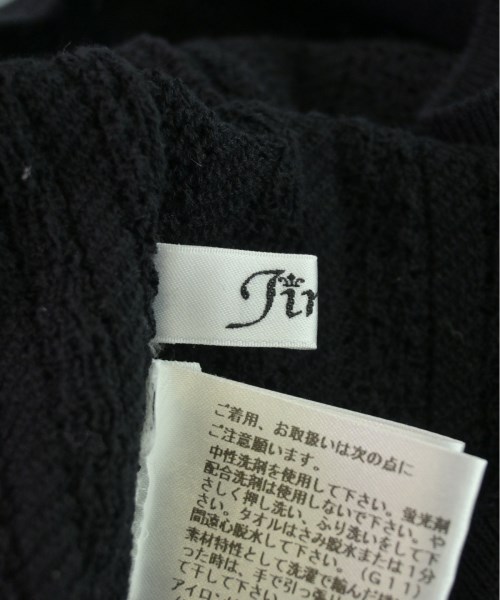 Jin
ご着用、お取扱いは次の点に
ご注意願います。
中性洗剤を使用して下さい。蛍光剤
配合洗剤は使用しないで下さい。や
さしく押し洗い、ふり洗いをして下
さい。タオルはさみ脱水または1分
間遠心脱水して下さい。(G11)
素材特性として洗濯で縮んだ様
った時は、手で引っ張り
て干して下さい
アイロン